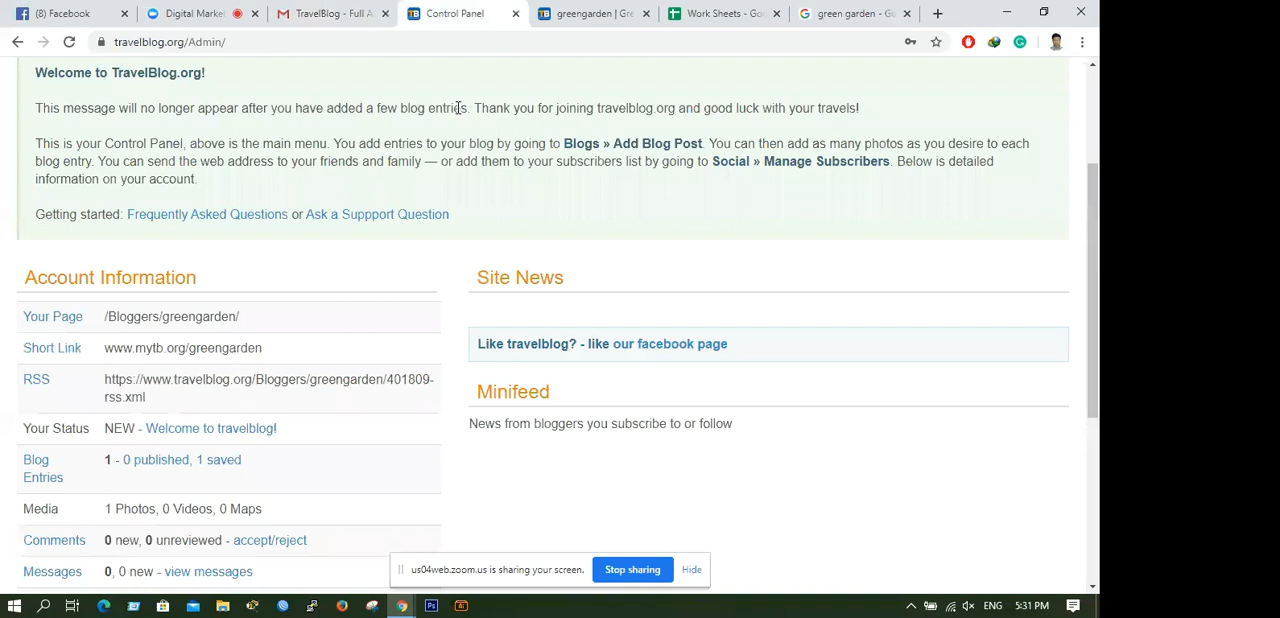 (8) Facebook
Digital Market
TravelBlog - Full A
Control Panel
greengarden | Gre
Work Sheets - Goo
green garden - Go
travelblog.org/Admin/
Welcome to TravelBlog.org!
This message will no longer appear after you have added a few blog entries. Thank you for joining travelblog.org and good luck with your travels!
This is your Control Panel, above is the main menu. You add entries to your blog by going to Blogs » Add Blog Post. You can then add as many photos as you desire to each
blog entry. You can send the web address to your friends and family — or add them to your subscribers list by going to Social » Manage Subscribers. Below is detailed
information on your account.
Getting started: Frequently Asked Questions or Ask a Suppport Question
Account Information
Your Page /Bloggers/greengarden/
Short Link www.mytb.org/greengarden
RSS https://www.travelblog.org/Bloggers/greengarden/401809-
rss.xml
Your Status NEW - Welcome to travelblog!
Blog 1 - 0 published, 1 saved
Entries
Media 1 Photos, 0 Videos, 0 Maps
Comments 0 new, 0 unreviewed - accept/reject
Messages 0, 0 new - view messages
Site News
Like travelblog? - like our facebook page
Minifeed
News from bloggers you subscribe to or follow
us04web.zoom.us is sharing your screen. Stop sharing Hide
ENG 5:31 PM